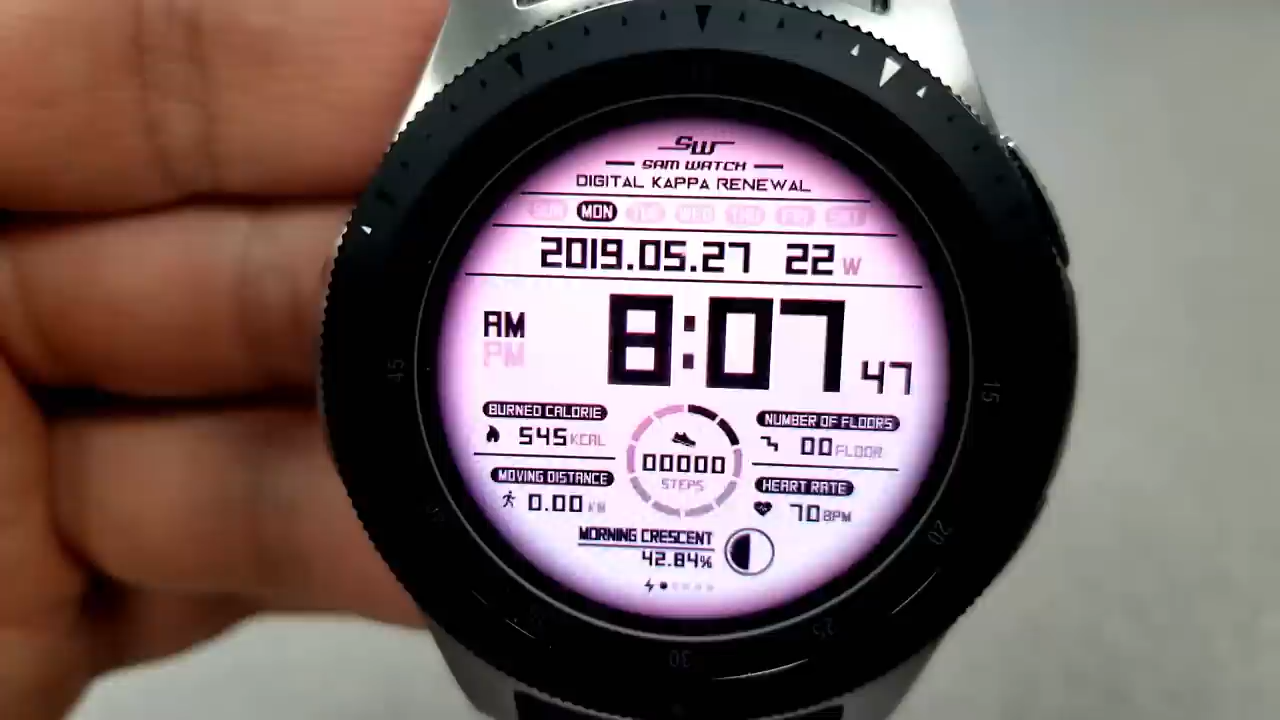 SW
SAM WATCH
DIGITAL KAPPA RENEWAL
SUN MON TUE WED THU FRI SAT
2019.05.27 22 W
AM
PM
8:07 47
BURNED CALORIE
545 KCAL
NUMBER OF FLOORS
00 FLOOR
00000
STEPS
MOVING DISTANCE
0.00 KM
HEART RATE
70 BPM
MORNING CRESCENT
42.84%
15
20
25
30
45